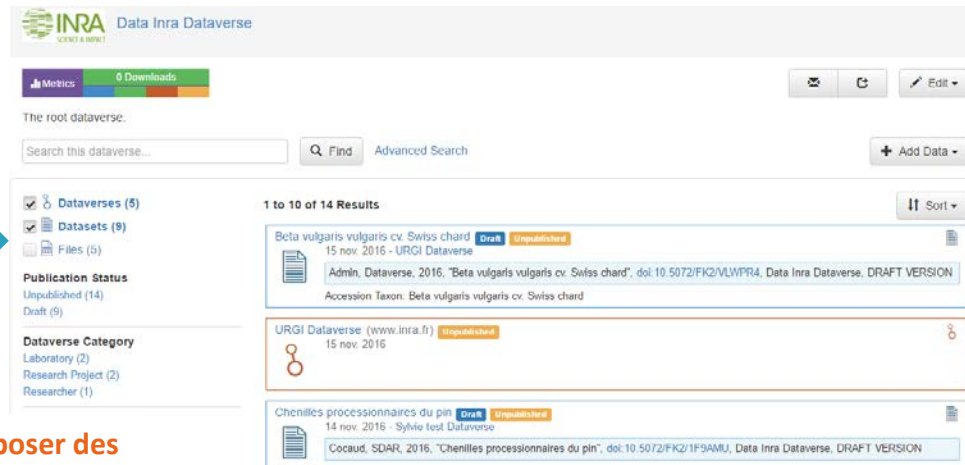 INRA
SCIENCE & IMPACT
Data Inra Dataverse
Metrics
0 Downloads
Edit
The root dataverse.
Search this dataverse...
Find
Advanced Search
Add Data
Dataverses (5)
Datasets (9)
Files (5)
Publication Status
Unpublished (14)
Draft (9)
Dataverse Category
Laboratory (2)
Research Project (2)
Researcher (1)
poser des
1 to 10 of 14 Results
Sort
Beta vulgaris vulgaris cv. Swiss chard Draft Unpublished
15 nov. 2016 - URGI Dataverse
Admin, Dataverse, 2016, "Beta vulgaris vulgaris cv. Swiss chard", doi:10.5072/FK2/VLWPR4, Data Inra Dataverse, DRAFT VERSION
Accession Taxon: Beta vulgaris vulgaris cv. Swiss chard
URGI Dataverse (www.inra.fr) Unpublished
15 nov. 2016
Chenilles processionnaires du pin Draft Unpublished
14 nov. 2016 - Sylvie test Dataverse
Cocaud, SDAR, 2016, "Chenilles processionnaires du pin", doi:10.5072/FK2/1F9AMU, Data Inra Dataverse, DRAFT VERSION